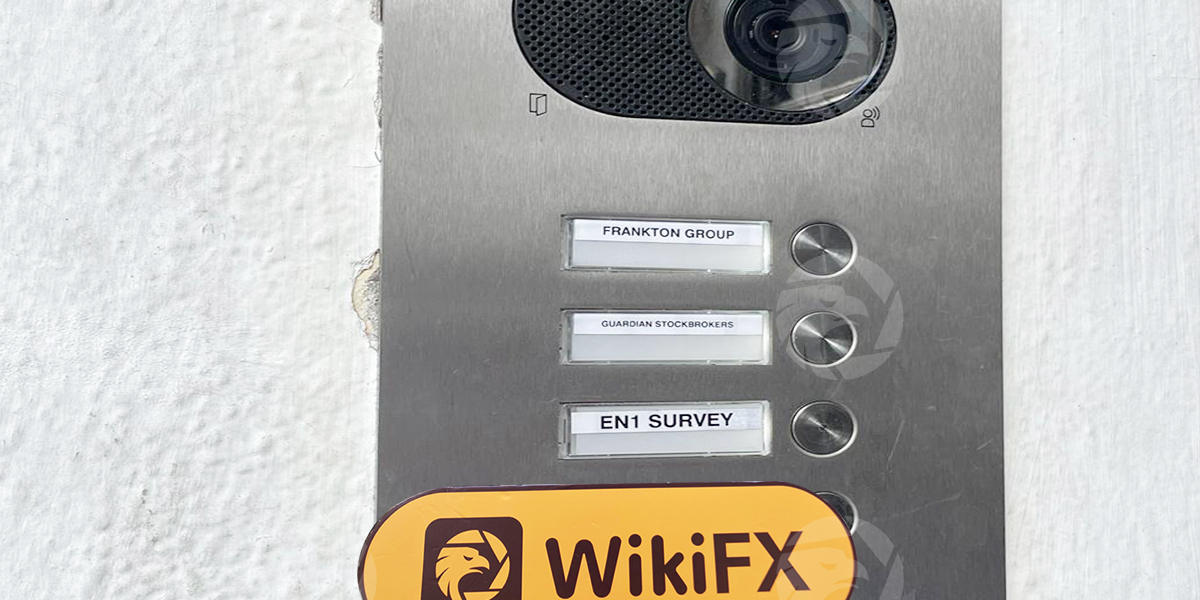 FRANKTON GROUP
GUARDIAN STOCKBROKERS
EN1 SURVEY
WikiFX